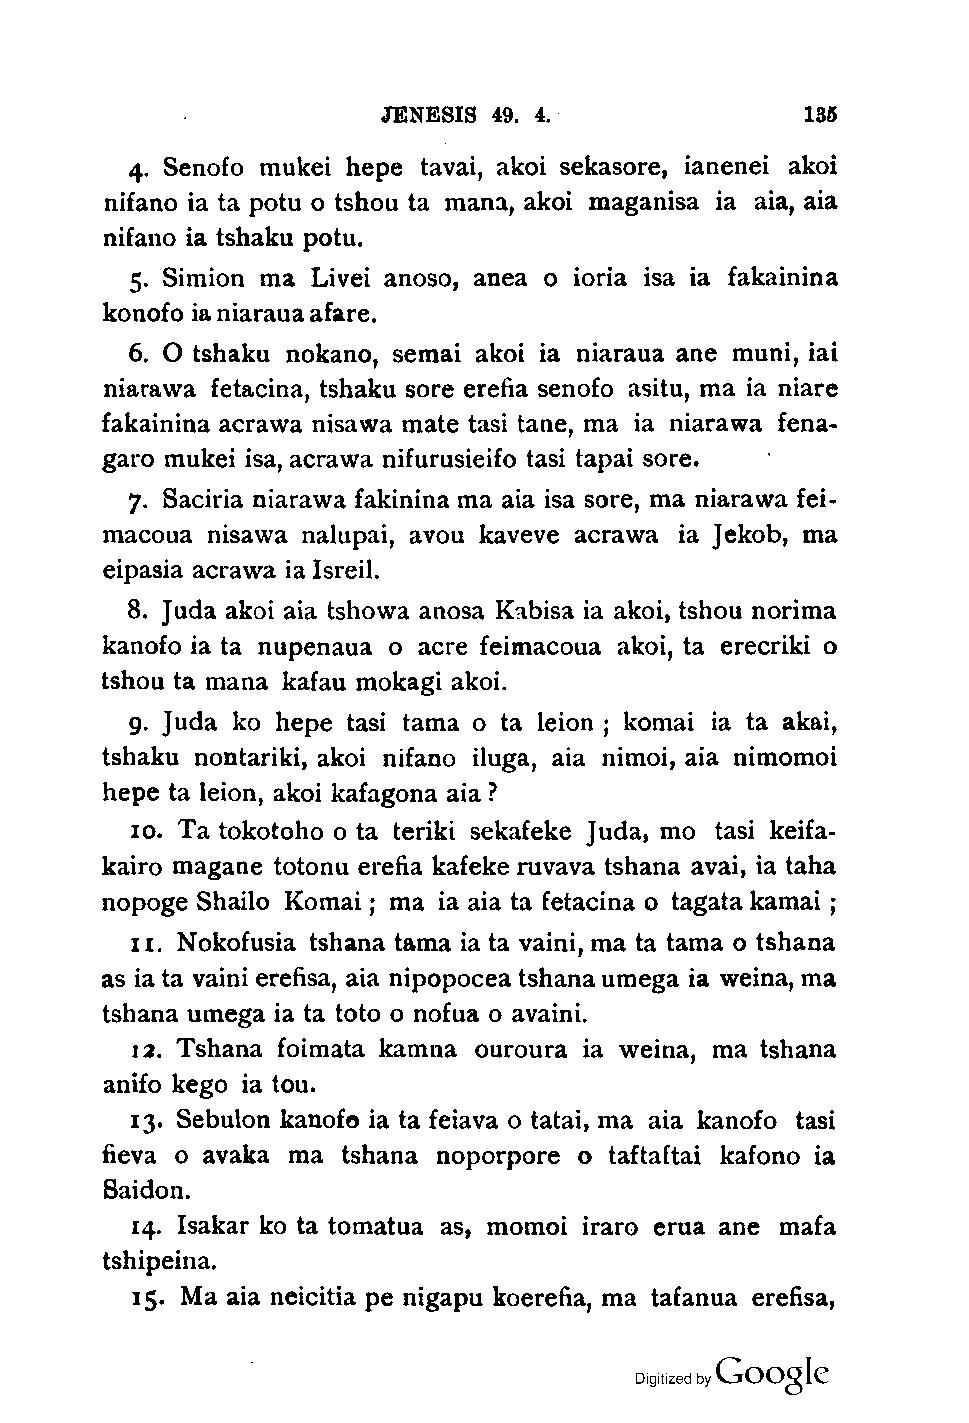 JENESIS 49. 4. 135
4. Senofo mukei hepe tavai, akoi sekasore, ianenei akoi
nifano ia ta potu o tshou ta mana, akoi maganisa ia aia, aia
nifano ia tshaku potu.
5. Simion ma Livei anoso, anea o ioria isa ia fakainina
konofo ia niaraua afare.
6. O tshaku nokano, semai akoi ia niaraua ane muni, iai
niarawa fetacina, tshaku sore erefia senofo asitu, ma ia niare
fakainina acrawa nisawa mate tasi tane, ma ia niarawa fena-
garo mukei isa, acrawa nifurusieifo tasi tapai sore.
7. Saciria niarawa fakinina ma aia isa sore, ma niarawa fei-
macoua nisawa nalupai, avou kaveve acrawa ia Jekob, ma
eipasia acrawa ia Isreil.
8. Juda akoi aia tshowa anosa Kabisa ia akoi, tshou norima
kanofo ia ta nupenaua o acre feimacoua akoi, ta erecriki o
tshou ta mana kafau mokagi akoi.
9. Juda ko hepe tasi tama o ta leion ; komai ia ta akai,
tshaku nontariki, akoi nifano iluga, aia nimoi, aia nimomoi
hepe ta leion, akoi kafagona aia ?
10. Ta tokotoho o ta teriki sekafeke Juda, mo tasi keifa-
kairo magane totonu erefia kafeke ruvava tshana avai, ia taha
nopoge Shailo Komai ; ma ia aia ta fetacina o tagata kamai ;
11. Nokofusia tshana tama ia ta vaini, ma ta tama o tshana
as ia ta vaini erefisa, aia nipopocea tshana umega ia weina, ma
tshana umega ia ta toto o nofua o avaini.
12. Tshana foimata kamna ouroura ia weina, ma tshana
anifo kego ia tou.
13. Sebulon kanofo ia ta feiava o tatai, ma aia kanofo tasi
fieva o avaka ma tshana noporpore o taftaftai kafono ia
Saidon.
14. Isakar ko ta tomatua as, momoi iraro erua ane mafa
tshipeina.
15. Ma aia neicitia pe nigapu koerefia, ma tafanua erefisa,
Digitized by Google